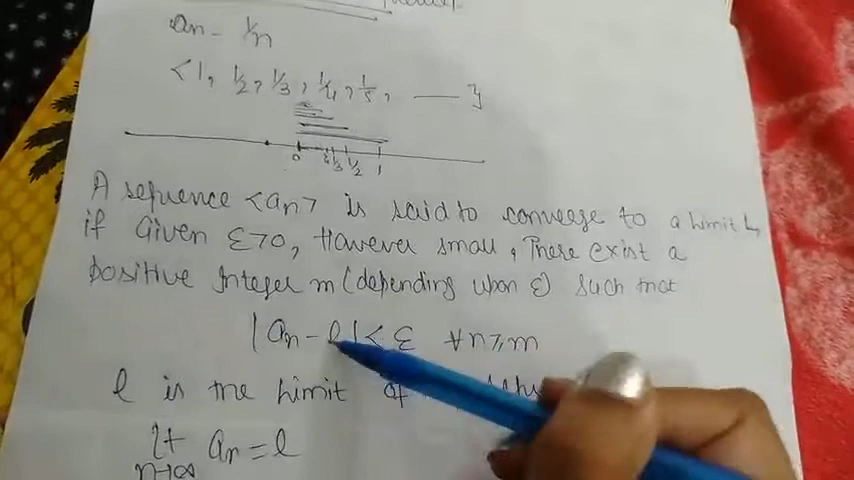 an = 1/n
<1, 1/2, 1/3, 1/4, 1/5, ——— }
0 1/4 1/3 1/2 1
A sequence <an> is said to converge to a limit l,
if Given ε>0, However small, There exist a
positive Integer m (depending upon ε) such that
|an - l| < ε ∀n≥m
l is the limit of
lt an = l
n→∞